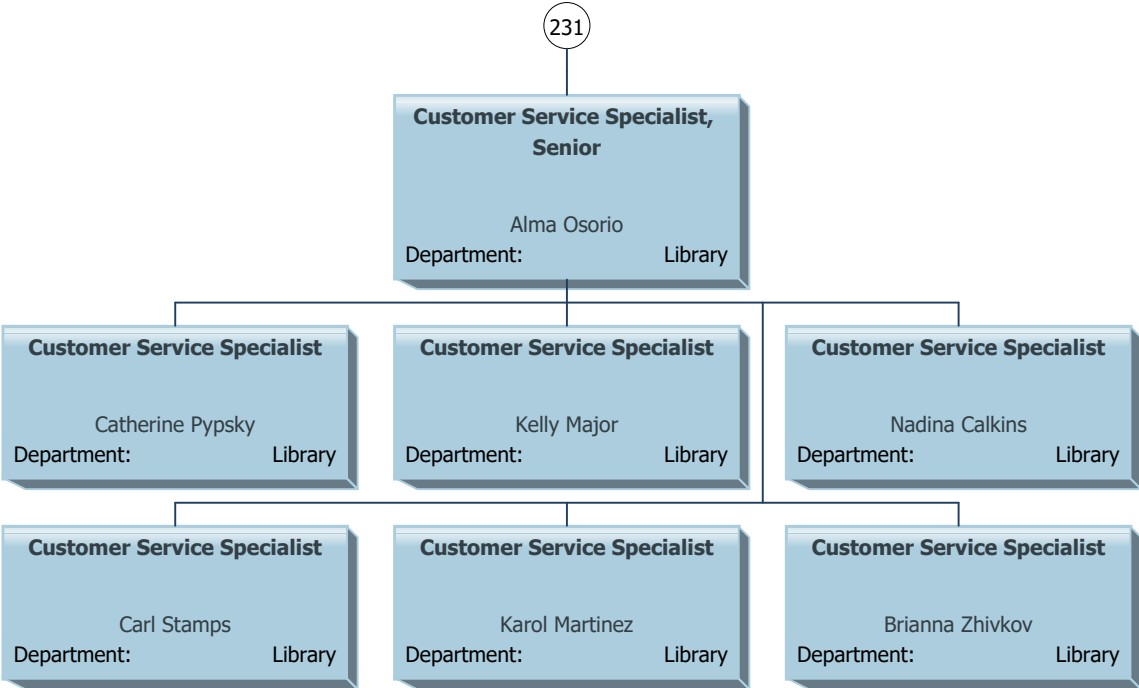 231
Customer Service Specialist,
Senior
Alma Osorio
Department: Library
Customer Service Specialist
Catherine Pypsky
Department: Library
Customer Service Specialist
Kelly Major
Department: Library
Customer Service Specialist
Nadina Calkins
Department: Library
Customer Service Specialist
Carl Stamps
Department: Library
Customer Service Specialist
Karol Martinez
Department: Library
Customer Service Specialist
Brianna Zhivkov
Department: Library